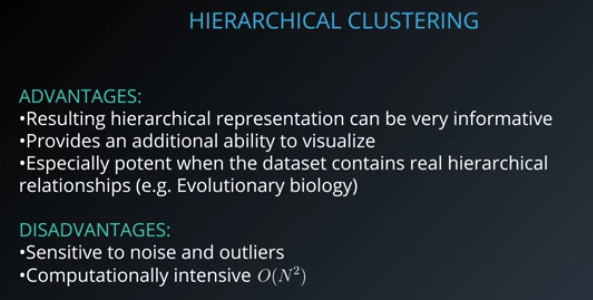 HIERARCHICAL CLUSTERING
ADVANTAGES:
•Resulting hierarchical representation can be very informative
•Provides an additional ability to visualize
•Especially potent when the dataset contains real hierarchical
relationships (e.g. Evolutionary biology)
DISADVANTAGES:
•Sensitive to noise and outliers
•Computationally intensive O(N²)